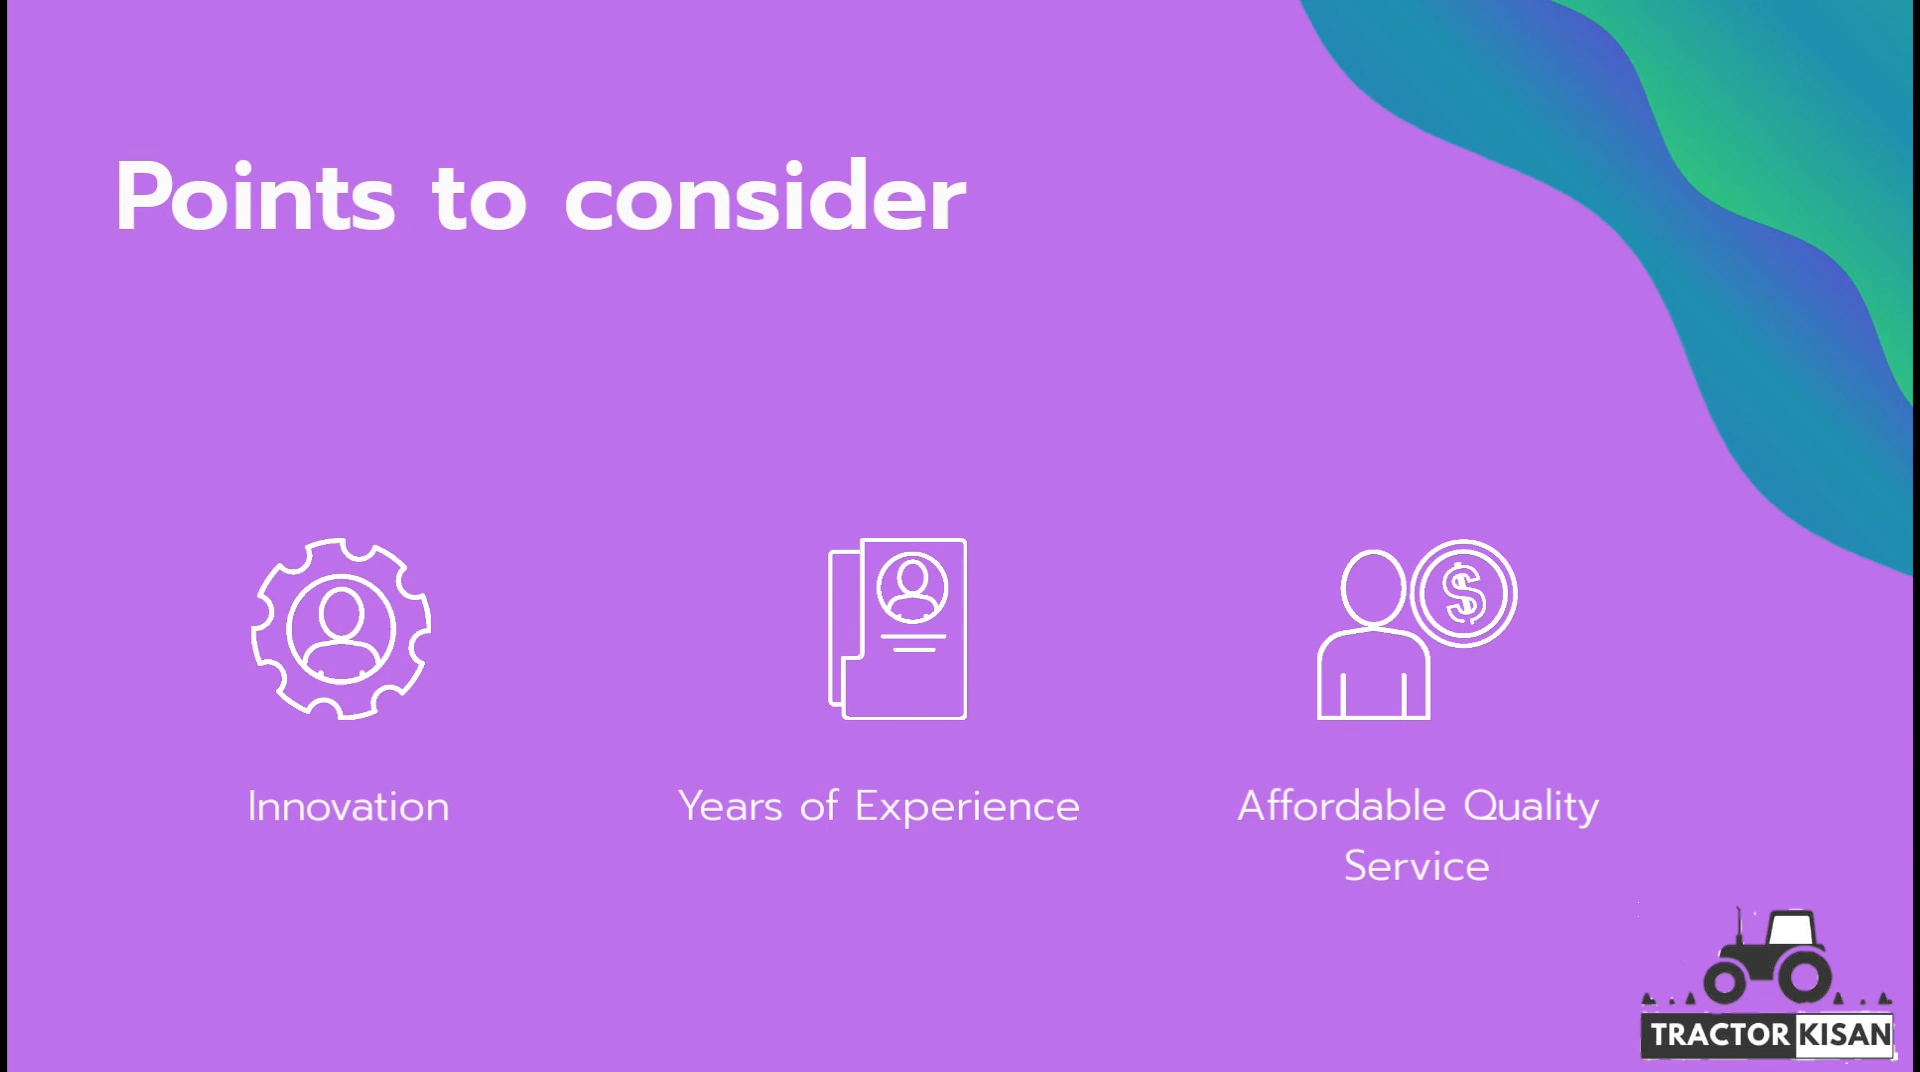 Points to consider
Innovation
Years of Experience
Affordable Quality
Service
$
TRACTOR KISAN